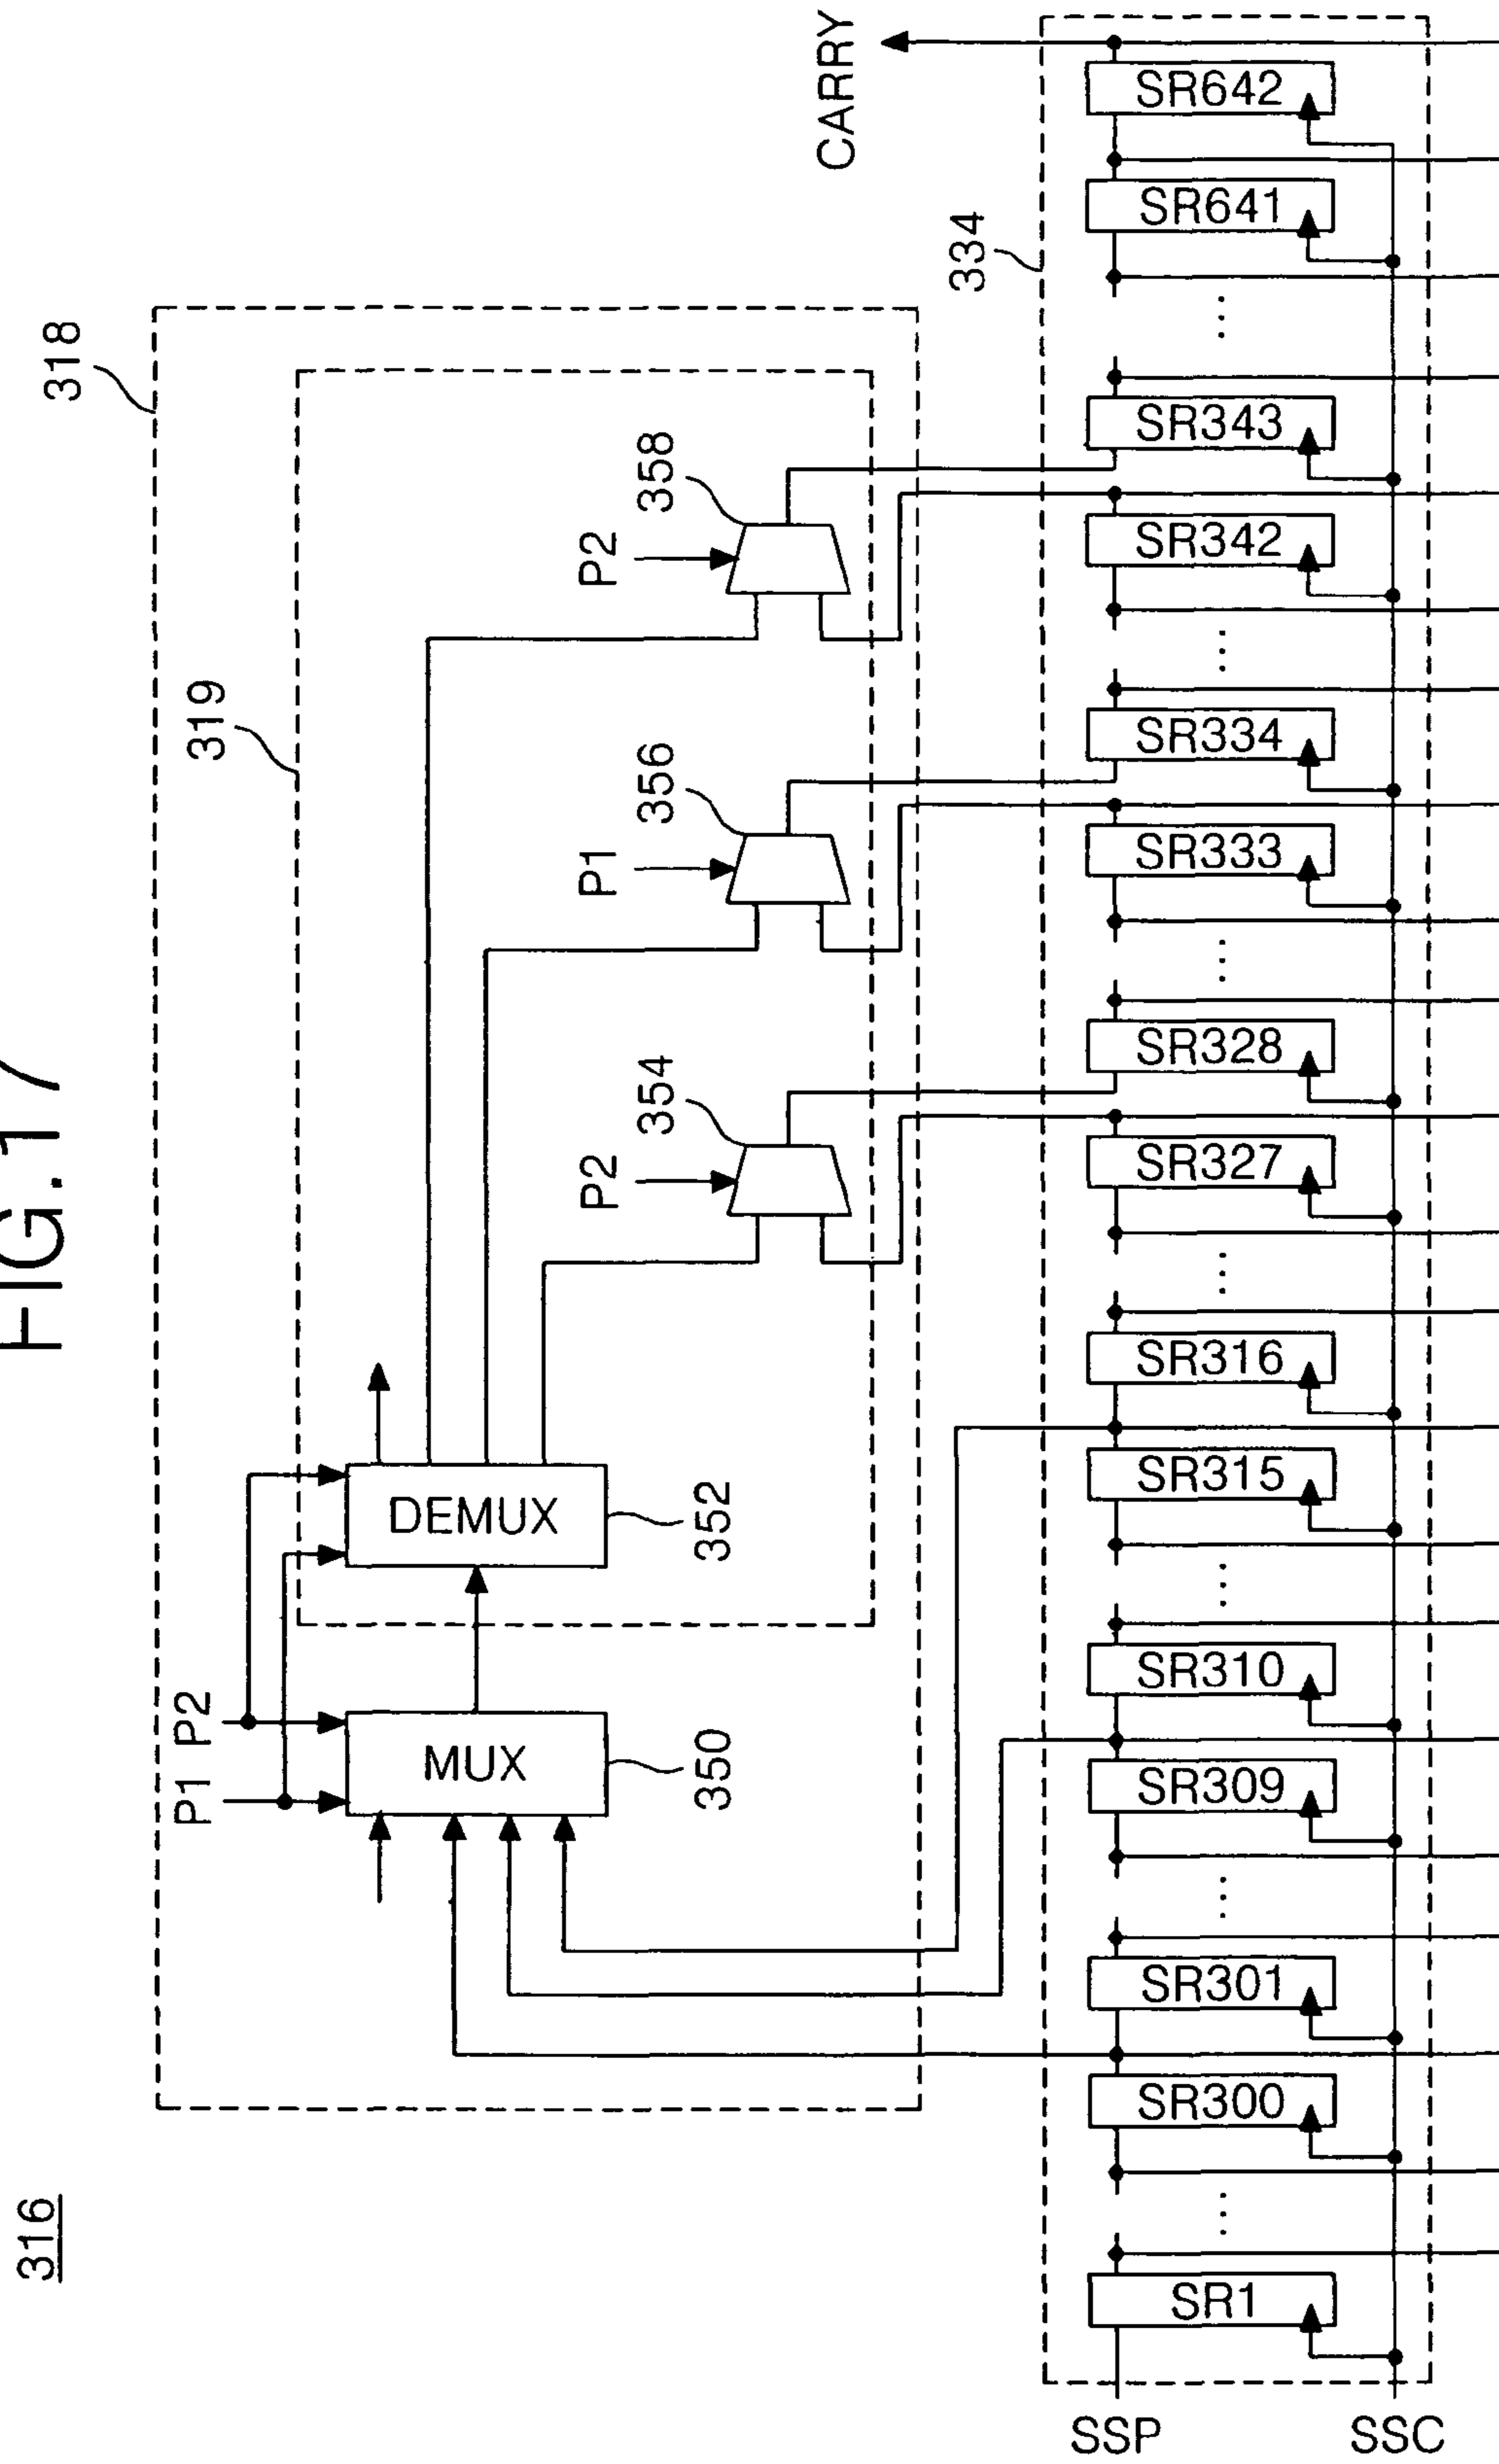 FIG.17
316
318
319
P1 P2
MUX
350
DEMUX
352
P2
354
P1
356
P2
358
CARRY
334
SSP
SSC
SR1
SR300
SR301
SR309
SR310
SR315
SR316
SR327
SR328
SR333
SR334
SR342
SR343
SR641
SR642